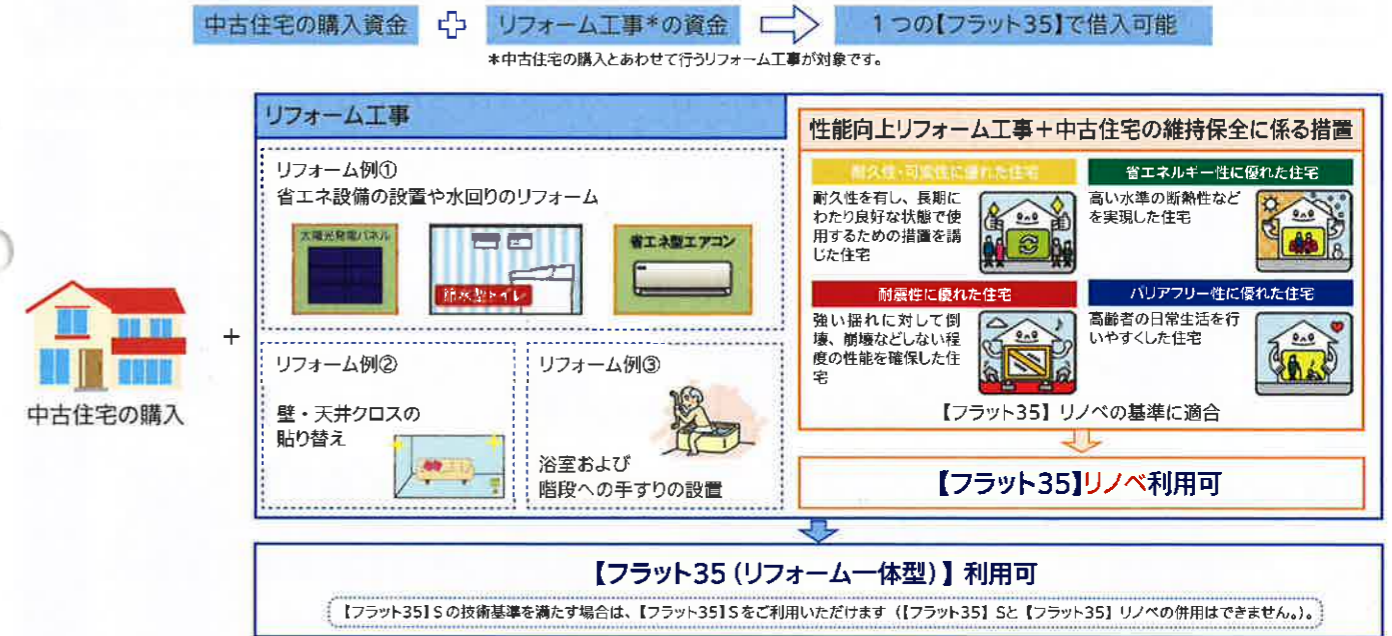 中古住宅の購入資金
リフォーム工事*の資金
1つの【フラット35】で借入可能
*中古住宅の購入とあわせて行うリフォーム工事が対象です。
リフォーム工事
リフォーム例①
省エネ設備の設置や水回りのリフォーム
太陽光発電パネル
節水型トイレ
省エネ型エアコン
中古住宅の購入
+
リフォーム例②
壁・天井クロスの
貼り替え
リフォーム例③
浴室および
階段への手すりの設置
性能向上リフォーム工事+中古住宅の維持保全に係る措置
耐久性・可変性に優れた住宅
耐久性を有し、長期に
わたり良好な状態で使
用するための措置を講
じた住宅
省エネルギー性に優れた住宅
高い水準の断熱性など
を実現した住宅
耐震性に優れた住宅
強い揺れに対して倒
壊、崩壊などしない程
度の性能を確保した住
宅
バリアフリー性に優れた住宅
高齢者の日常生活を行
いやすくした住宅
【フラット35】リノベの基準に適合
【フラット35】リノベ利用可
【フラット35(リフォーム一体型)】利用可
【フラット35】Sの技術基準を満たす場合は、【フラット35】Sをご利用いただけます(【フラット35】Sと【フラット35】リノベの併用はできません。)。